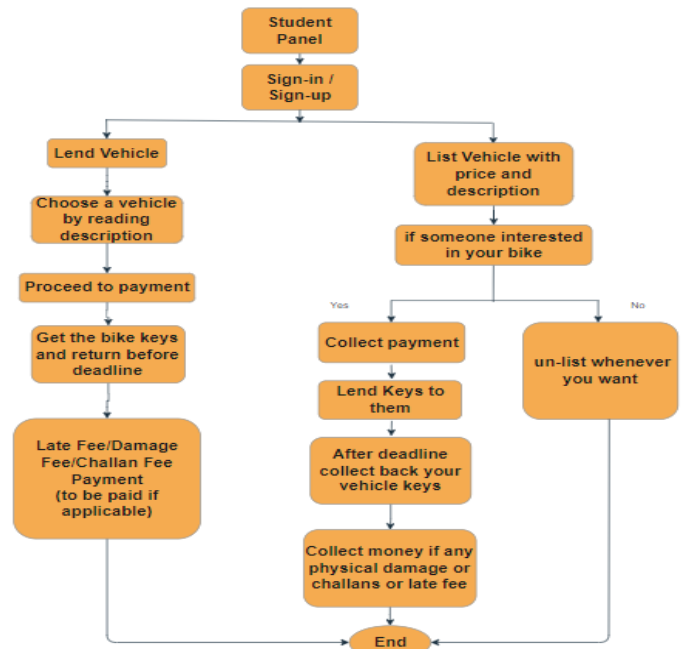 Student
Panel
Sign-in /
Sign-up
Lend Vehicle
Choose a vehicle
by reading
description
Proceed to payment
Get the bike keys
and return before
deadline
Late Fee/Damage
Fee/Challan Fee
Payment
(to be paid if
applicable)
List Vehicle with
price and
description
if someone interested
in your bike
Yes
No
Collect payment
Lend Keys to
them
After deadline
collect back your
vehicle keys
Collect money if any
physical damage or
challans or late fee
un-list whenever
you want
End